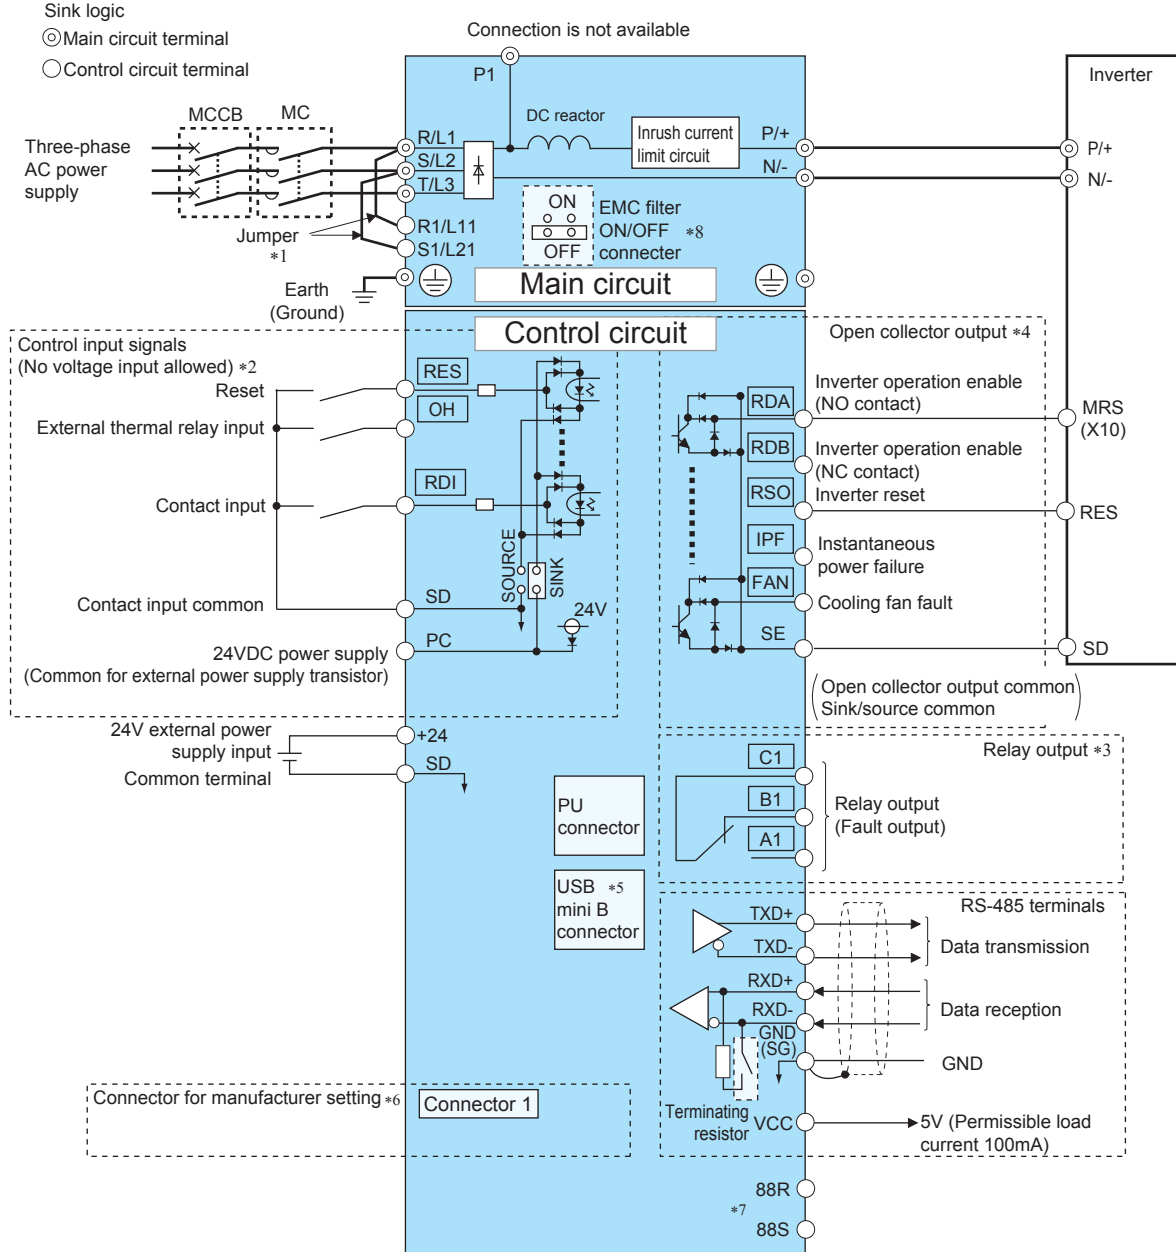 Sink logic
Main circuit terminal
Control circuit terminal
Connection is not available
P1
Inverter
MCCB
MC
DC reactor
Inrush current
limit circuit
Three-phase
AC power
supply
R/L1
S/L2
T/L3
P/+
N/-
P/+
N/-
R1/L11
S1/L21
Jumper
*1
ON
OFF
EMC filter
ON/OFF *8
connecter
Earth
(Ground)
Main circuit
Control circuit
Control input signals
(No voltage input allowed) *2
Open collector output *4
Reset
RES
OH
External thermal relay input
Contact input
RDI
SOURCE
SINK
24V
Contact input common
SD
PC
24VDC power supply
(Common for external power supply transistor)
RDA
Inverter operation enable
(NO contact)
MRS
(X10)
RDB
Inverter operation enable
(NC contact)
RSO
Inverter reset
RES
IPF
Instantaneous
power failure
FAN
Cooling fan fault
SE
SD
Open collector output common
Sink/source common
24V external power
supply input
+24
Common terminal
SD
PU
connector
USB *5
mini B
connector
Relay output *3
C1
B1
A1
Relay output
(Fault output)
RS-485 terminals
TXD+
TXD-
Data transmission
RXD+
RXD-
Data reception
GND
(SG)
GND
Terminating
resistor
VCC
5V (Permissible load
current 100mA)
Connector for manufacturer setting *6
Connector 1
88R
*7
88S